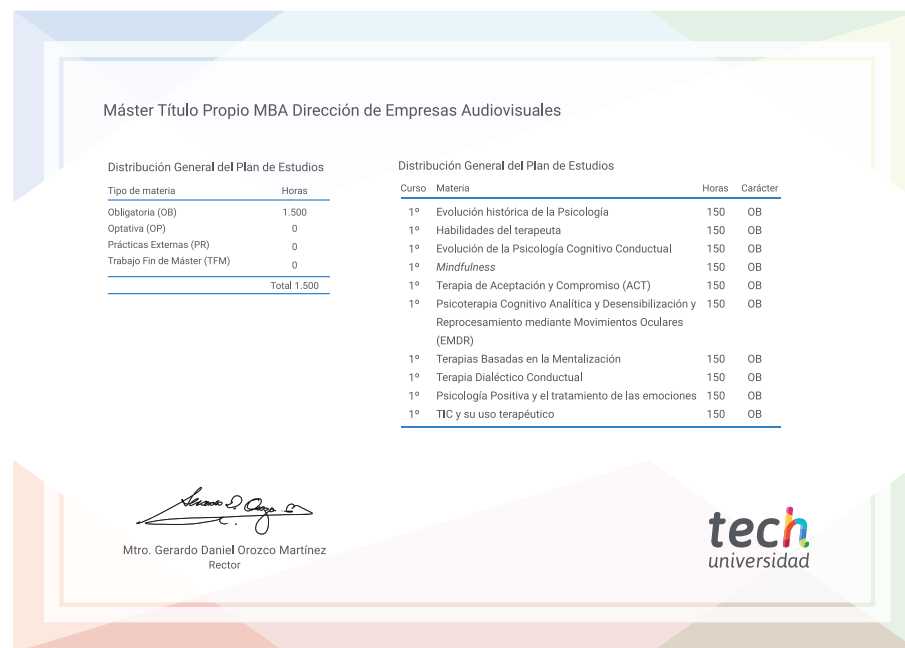 Máster Título Propio MBA Dirección de Empresas Audiovisuales
Distribución General del Plan de Estudios
Tipo de materia Horas
Obligatoria (OB) 1.500
Optativa (OP) 0
Prácticas Externas (PR) 0
Trabajo Fin de Máster (TFM) 0
Total 1.500
Distribución General del Plan de Estudios
Curso Materia Horas Carácter
1º Evolución histórica de la Psicología 150 OB
1º Habilidades del terapeuta 150 OB
1º Evolución de la Psicología Cognitivo Conductual 150 OB
1º Mindfulness 150 OB
1º Terapia de Aceptación y Compromiso (ACT) 150 OB
1º Psicoterapia Cognitivo Analítica y Desensibilización y 150 OB
Reprocesamiento mediante Movimientos Oculares
(EMDR)
1º Terapias Basadas en la Mentalización 150 OB
1º Terapia Dialéctico Conductual 150 OB
1º Psicología Positiva y el tratamiento de las emociones 150 OB
1º TIC y su uso terapéutico 150 OB
Mtro. Gerardo Daniel Orozco Martínez
Rector
tech
universidad